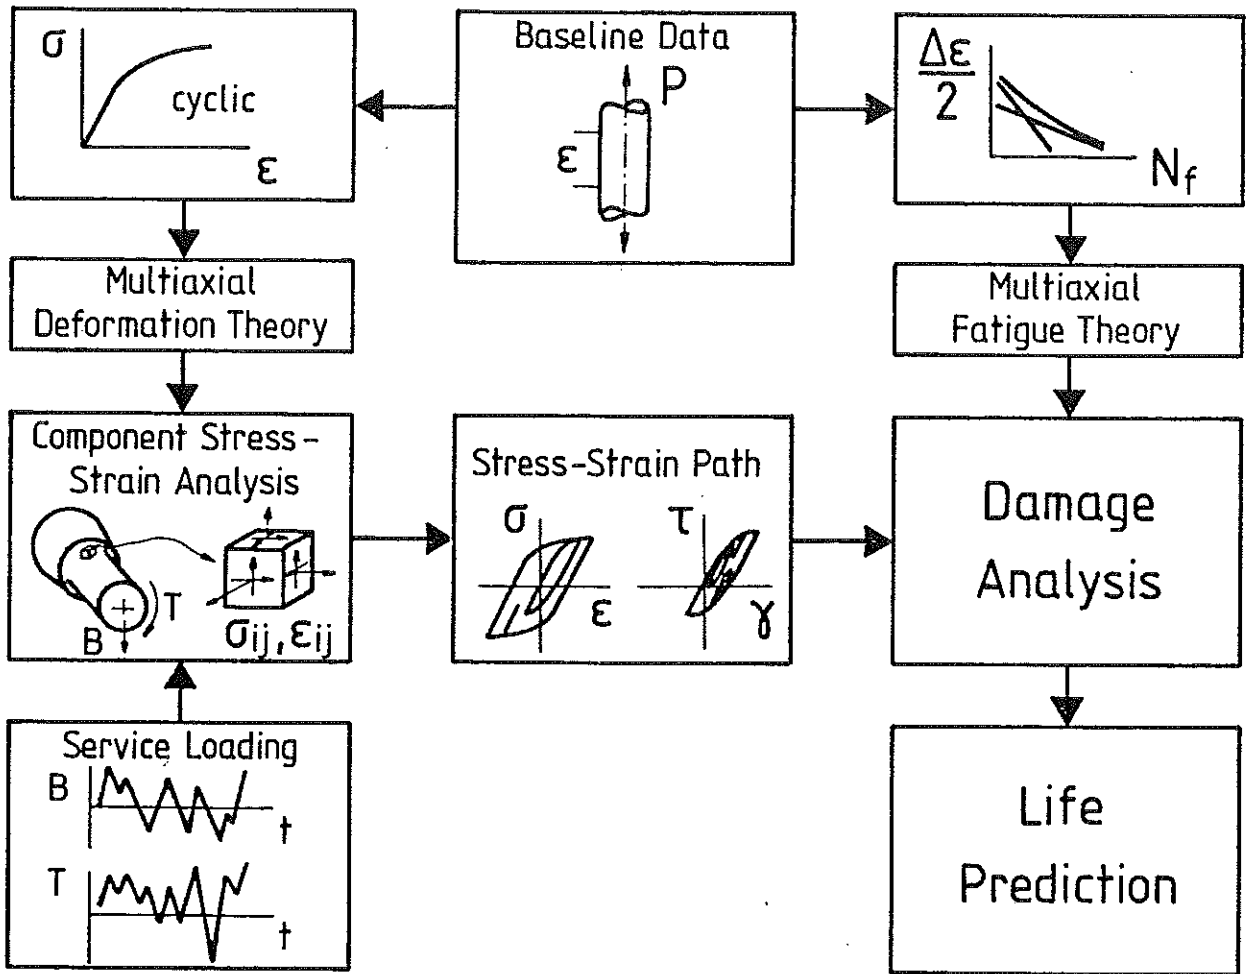 σ
cyclic
ε
Baseline Data
P
ε
Δε
2
N_f
Multiaxial
Deformation Theory
Multiaxial
Fatigue Theory
Component Stress-
Strain Analysis
T
B
σij, εij
Stress-Strain Path
σ
ε
τ
γ
Damage
Analysis
Service Loading
B
t
T
t
Life
Prediction